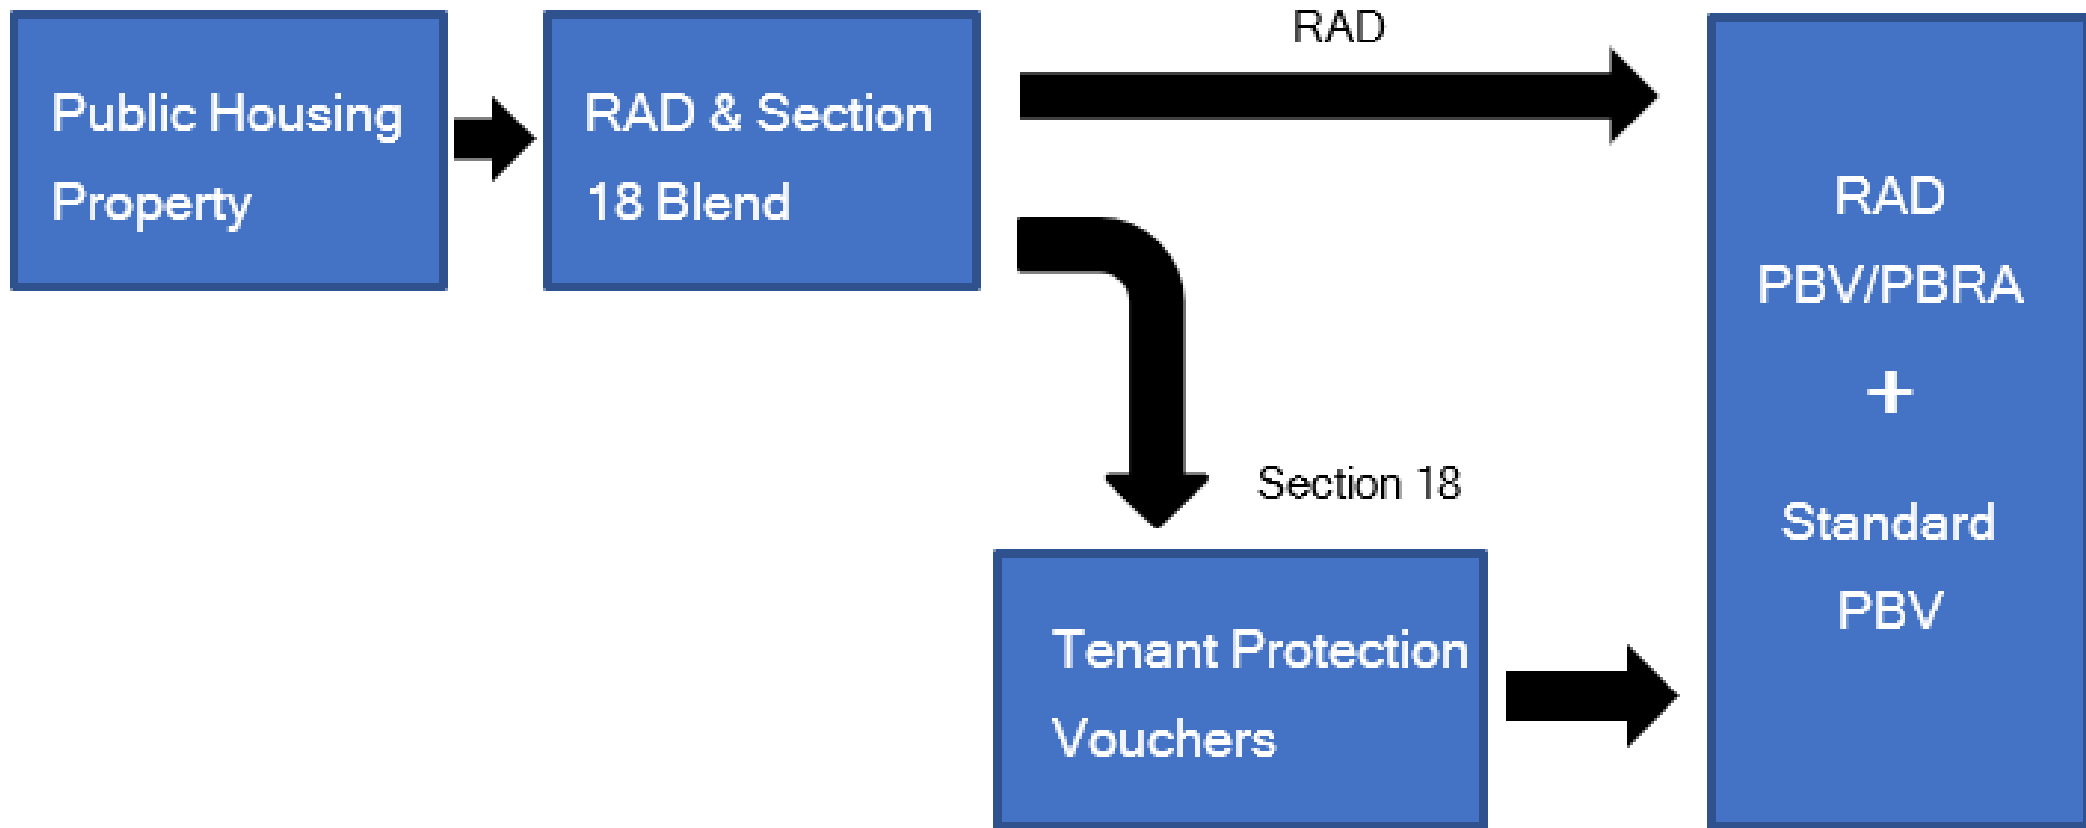 Public Housing
Property
RAD & Section
18 Blend
RAD
Section 18
Tenant Protection
Vouchers
RAD
PBV/PBRA
+
Standard
PBV